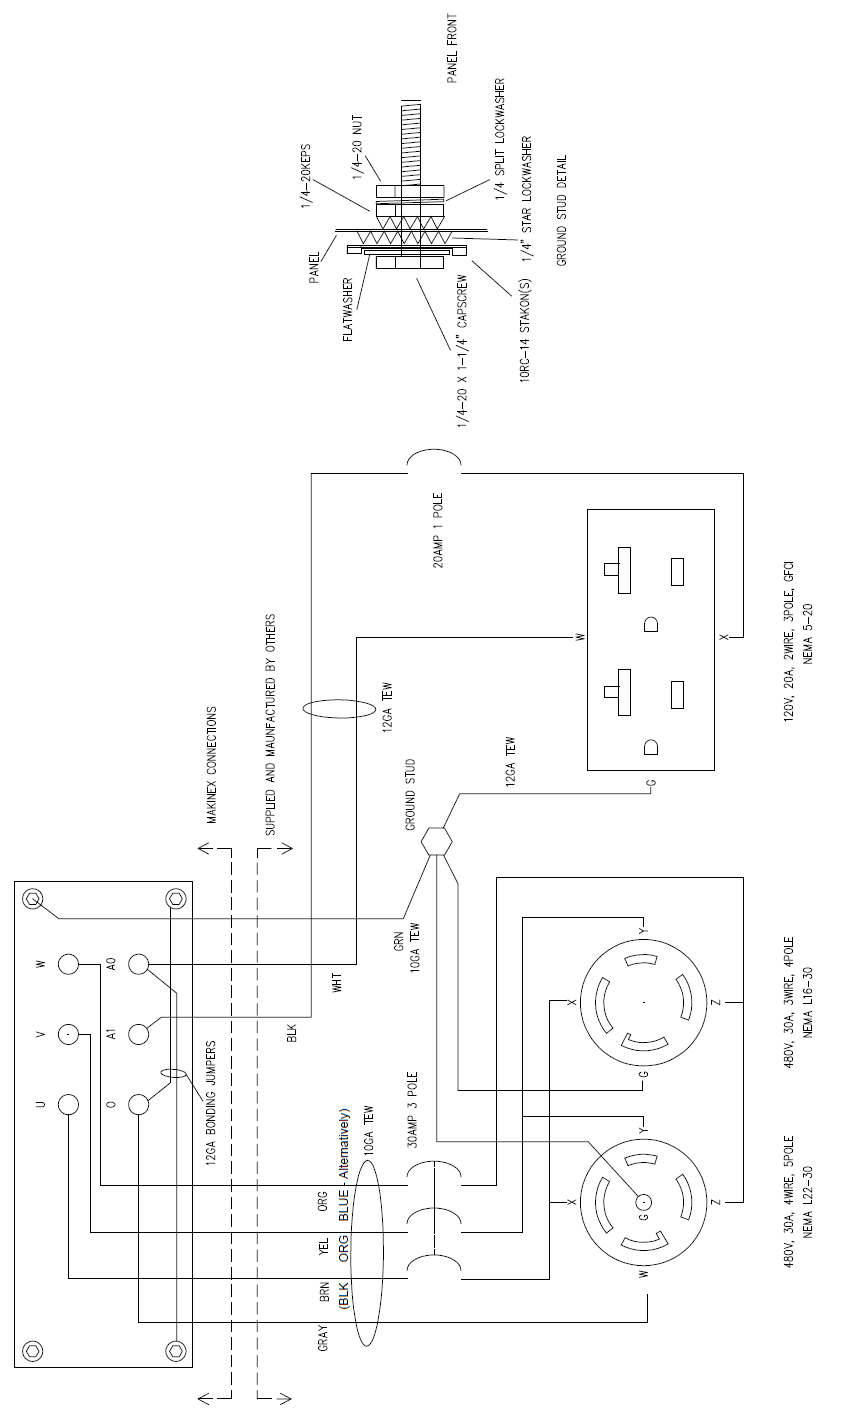 PANEL FRONT
1/4-20KEPS
1/4-20 NUT
1/4 SPLIT LOCKWASHER
1/4" STAR LOCKWASHER
GROUND STUD DETAIL
PANEL
FLATWASHER
10RC-14 STAKON(S)
1/4-20 X 1-1/4" CAPSCREW
20AMP 1 POLE
MAKINEX CONNECTIONS
SUPPLIED AND MAUNFACTURED BY OTHERS
12GA TEW
W
X
G
120V, 20A, 2WIRE, 3POLE, GFCI
NEMA 5-20
12GA TEW
GROUND STUD
GRN
10GA TEW
WHT
BLK
U
V
W
O
A1
A0
12GA BONDING JUMPERS
30AMP 3 POLE
10GA TEW
GRAY
BRN
YEL
ORG
(BLK
ORG
BLUE - Alternatively)
X
Y
Z
G
480V, 30A, 3WIRE, 4POLE
NEMA L16-30
X
Y
Z
G
W
480V, 30A, 4WIRE, 5POLE
NEMA L22-30